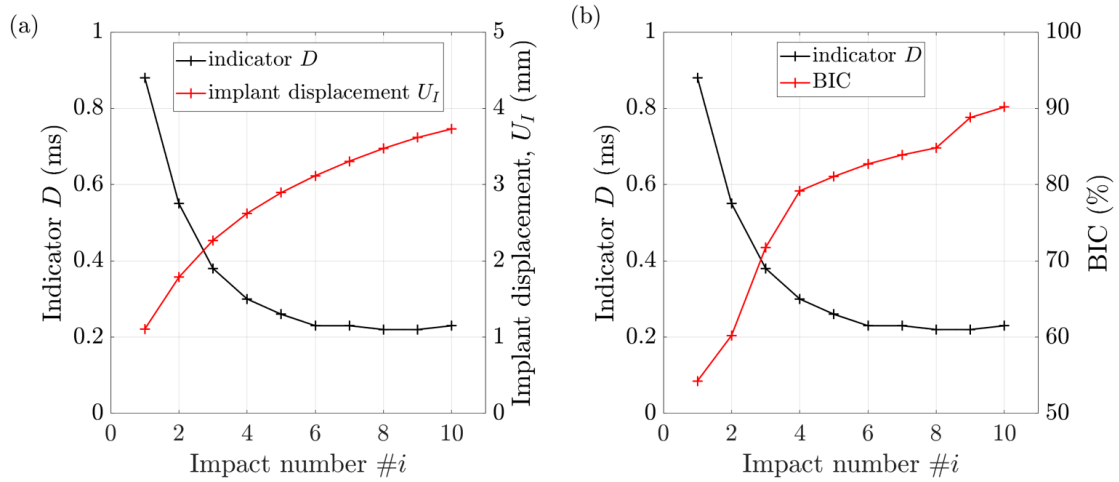 (a)
1
0.8
0.6
0.4
0.2
0
Indicator D (ms)
indicator D
implant displacement U_I
5
4
3
2
1
0
Implant displacement, U_I (mm)
0 2 4 6 8 10
Impact number #i
(b)
1
0.8
0.6
0.4
0.2
0
Indicator D (ms)
indicator D
BIC
100
90
80
70
60
50
BIC (%)
0 2 4 6 8 10
Impact number #i